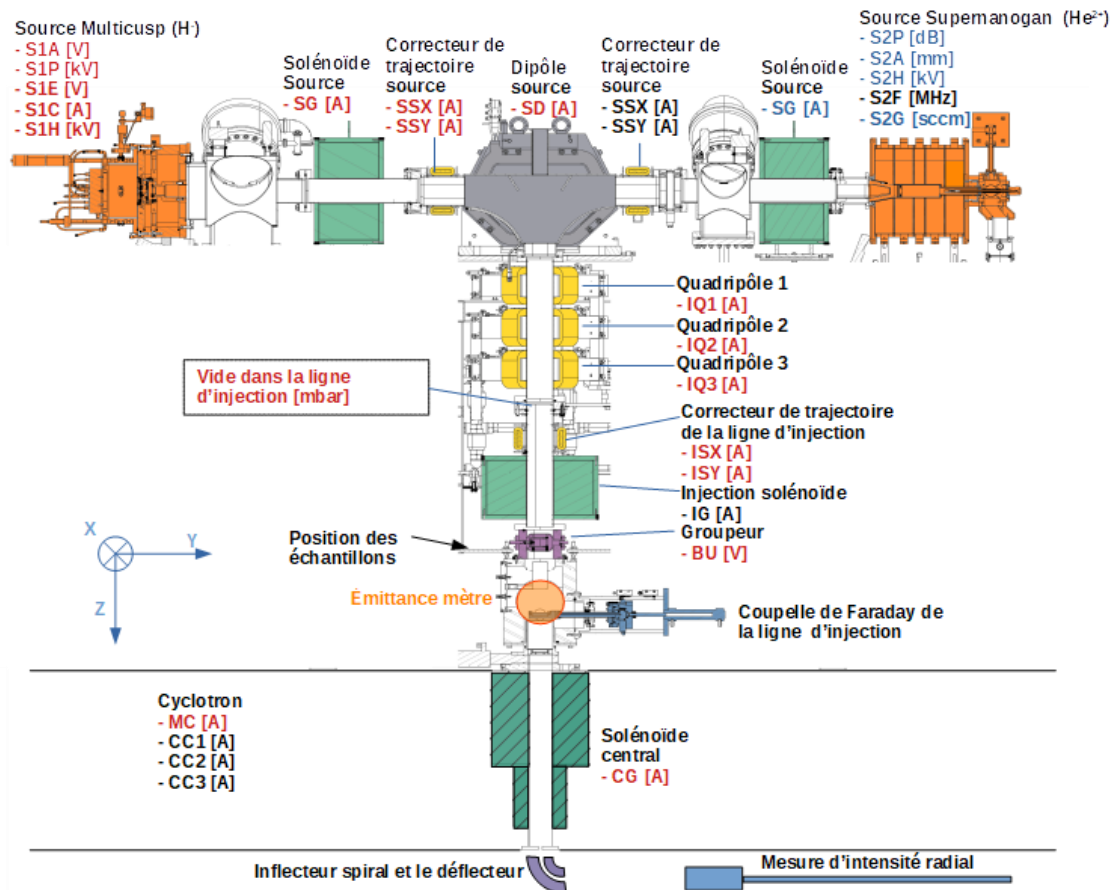 Source Multicusp (H⁻)
- S1A [V]
- S1P [kV]
- S1E [V]
- S1C [A]
- S1H [kV]
Solénoïde
Source
- SG [A]
Correcteur de
trajectoire
source
- SSX [A]
- SSY [A]
Dipôle
source
- SD [A]
Correcteur de
trajectoire
source
- SSX [A]
- SSY [A]
Solénoïde
Source
- SG [A]
Source Supernanogan (He²⁺)
- S2P [dB]
- S2A [mm]
- S2H [kV]
- S2F [MHz]
- S2G [sccm]
Quadripôle 1
- IQ1 [A]
Quadripôle 2
- IQ2 [A]
Quadripôle 3
- IQ3 [A]
Vide dans la ligne
d'injection [mbar]
Correcteur de trajectoire
de la ligne d'injection
- ISX [A]
- ISY [A]
Injection solénoïde
- IG [A]
Groupeur
- BU [V]
X
Y
Z
Position des
échantillons
Émittance mètre
Coupelle de Faraday de
la ligne d'injection
Cyclotron
- MC [A]
- CC1 [A]
- CC2 [A]
- CC3 [A]
Solénoïde
central
- CG [A]
Inflecteur spiral et le déflecteur
Mesure d'intensité radial